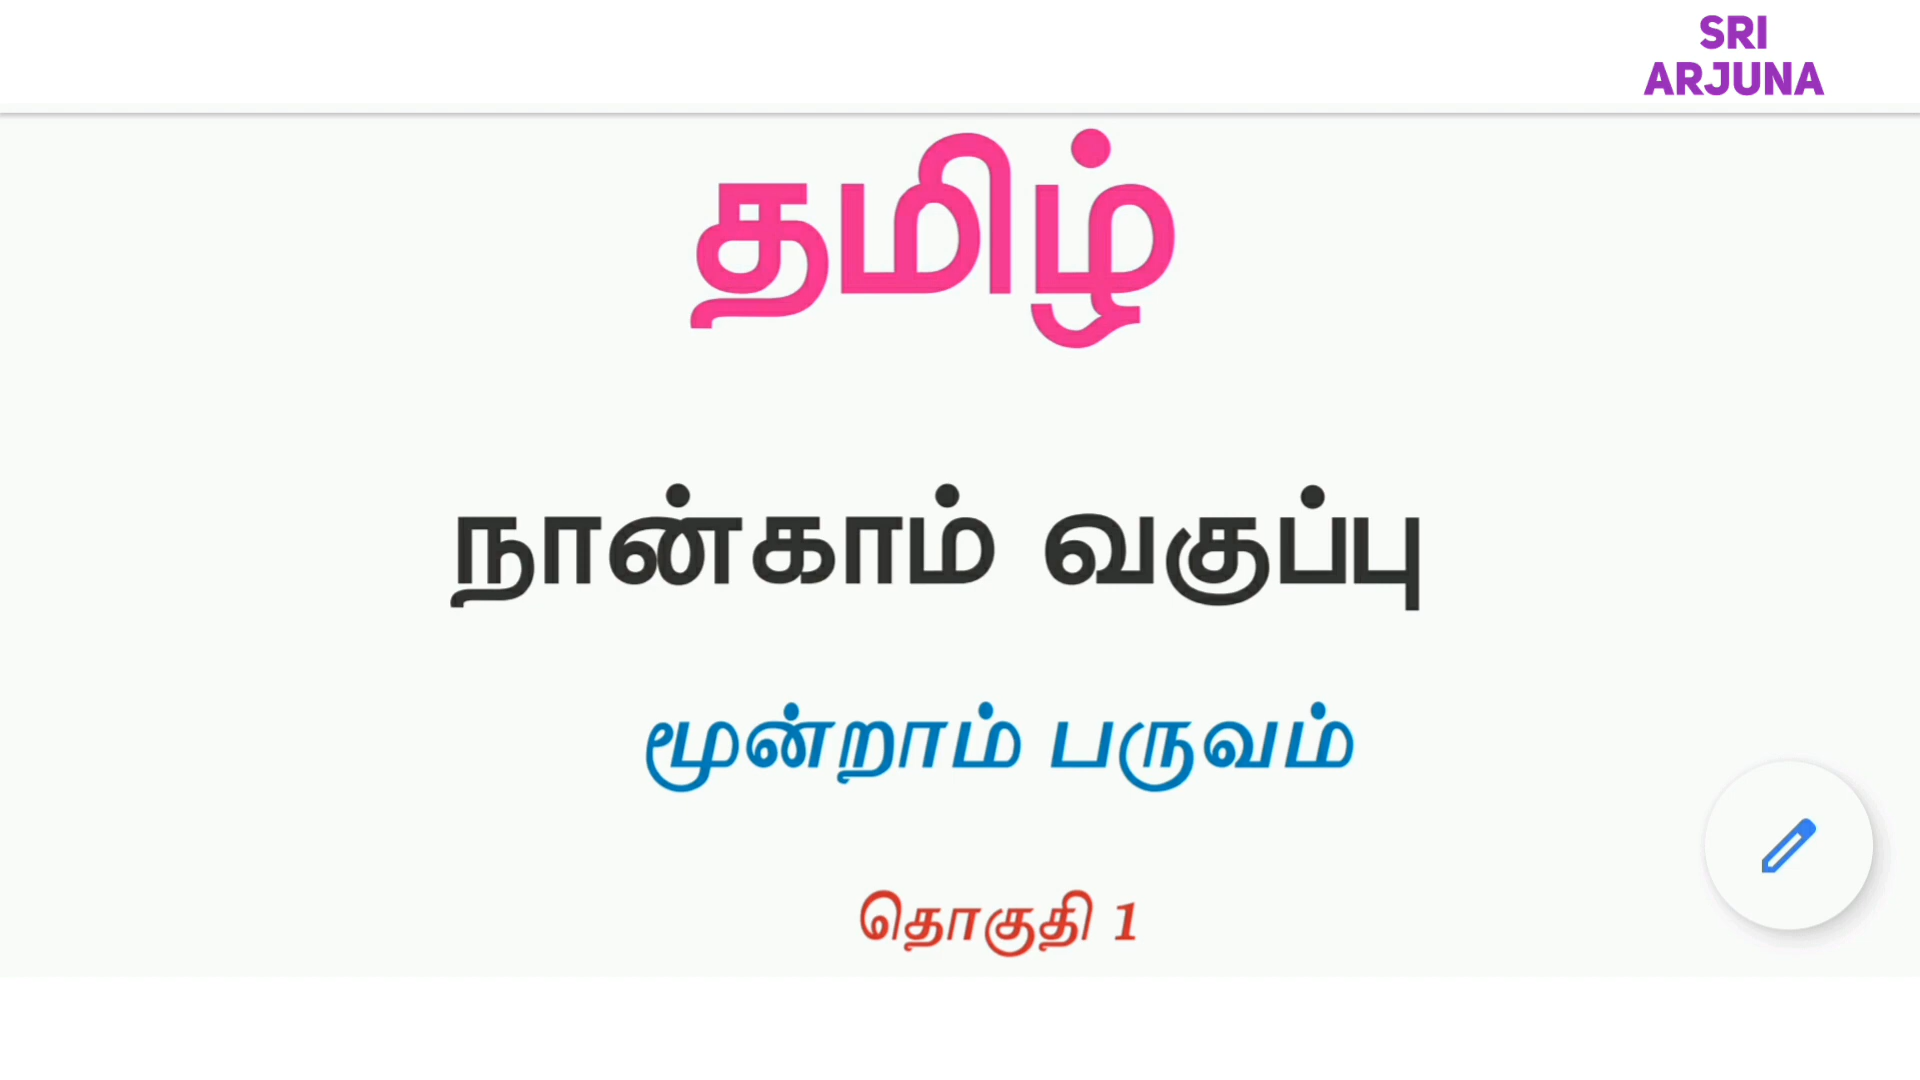 SRI
ARJUNA
தமிழ்
நான்காம் வகுப்பு
மூன்றாம் பருவம்
தொகுதி 1